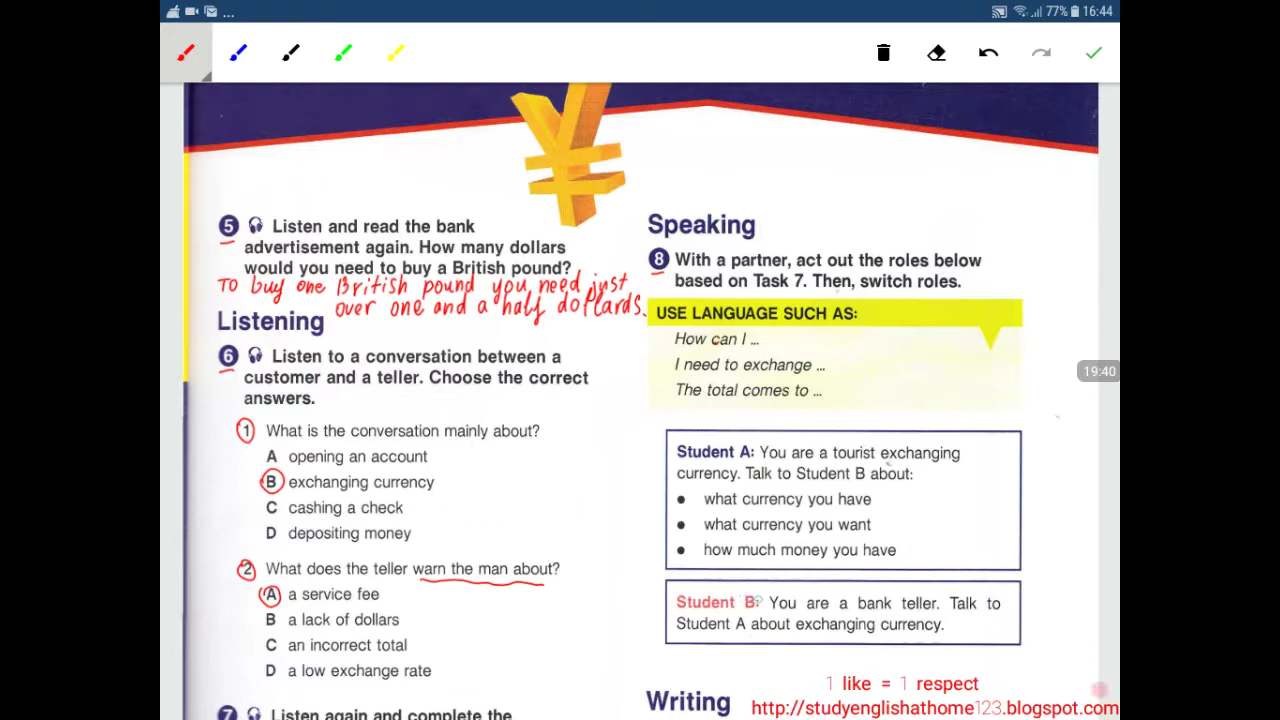 ...
77% 16:44
5 Listen and read the bank
advertisement again. How many dollars
would you need to buy a British pound?
To buy one British pound you need just
over one and a half dollards.
Listening
6 Listen to a conversation between a
customer and a teller. Choose the correct
answers.
1 What is the conversation mainly about?
A opening an account
B exchanging currency
C cashing a check
D depositing money
2 What does the teller warn the man about?
A a service fee
B a lack of dollars
C an incorrect total
D a low exchange rate
7 Listen again and complete the
Speaking
8 With a partner, act out the roles below
based on Task 7. Then, switch roles.
USE LANGUAGE SUCH AS:
How can I ...
I need to exchange ...
The total comes to ...
19:40
Student A: You are a tourist exchanging
currency. Talk to Student B about:
• what currency you have
• what currency you want
• how much money you have
Student B: You are a bank teller. Talk to
Student A about exchanging currency.
Writing
1 like = 1 respect
http://studyenglishathome123.blogspot.com